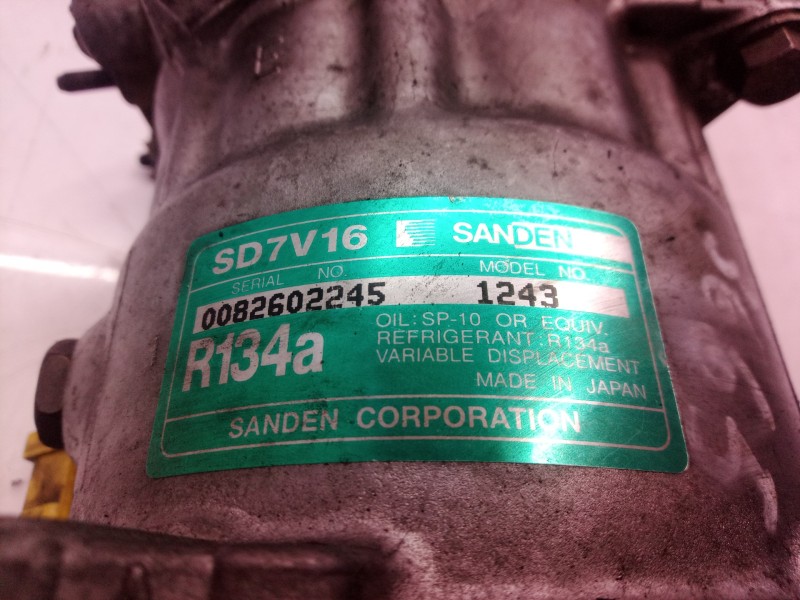 SD7V16 SANDEN
SERIAL NO. MODEL NO.
0082602245 1243
R134a
OIL: SP-10 OR EQUIV.
REFRIGERANT: R134a
VARIABLE DISPLACEMENT
MADE IN JAPAN
SANDEN CORPORATION